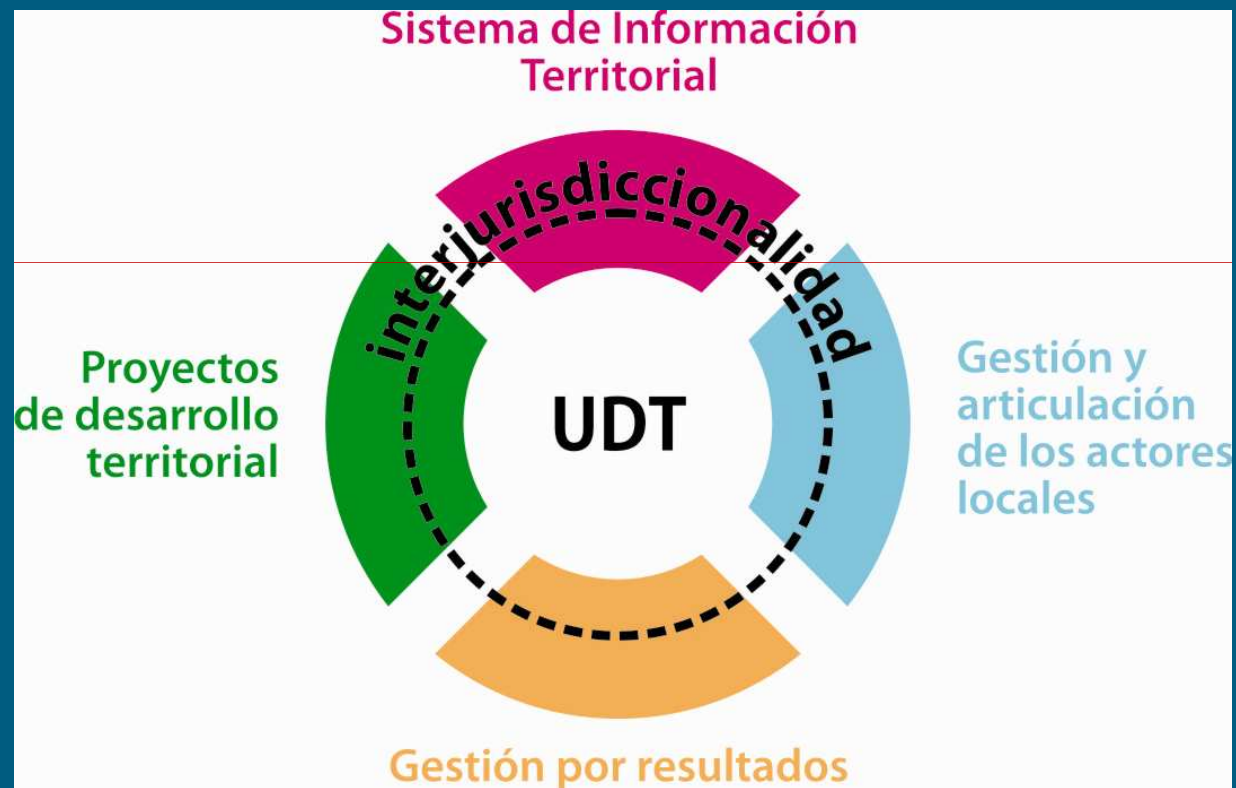 Sistema de Información
Territorial
interjurisdiccionalidad
Proyectos
de desarrollo
territorial
UDT
Gestión y
articulación
de los actores
locales
Gestión por resultados